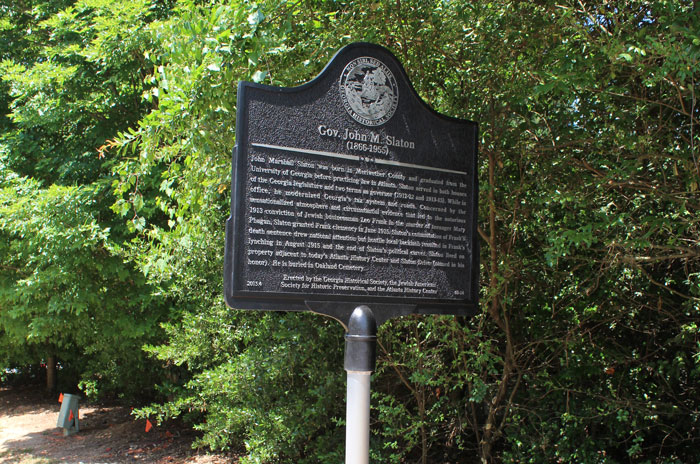 Gov. John M. Slaton
(1866-1955)
John Marshall Slaton was born in Meriwether County and graduated from the
University of Georgia before practicing law in Atlanta. Slaton served in both houses
of the Georgia legislature and two terms as governor (1911-12 and 1913-15). While in
office, he modernized Georgia's tax system and roads. Concerned by the
sensationalized atmosphere and circumstantial evidence that led to the notorious
1913 conviction of Jewish businessman Leo Frank in the murder of teenager Mary
Phagan, Slaton granted Frank clemency in June 1915. Slaton's commutation of Frank's
death sentence drew national attention but hostile local backlash resulted in Frank's
lynching in August 1915 and the end of Slaton's political career. Slaton lived on
property adjacent to today's Atlanta History Center and Slaton Drive (named in his
honor). He is buried in Oakland Cemetery.
Erected by the Georgia Historical Society, the Jewish American
Society for Historic Preservation, and the Atlanta History Center
2015.4
60-14